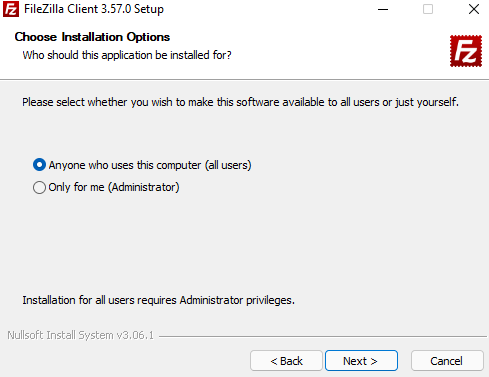 FileZilla Client 3.57.0 Setup
Choose Installation Options
Who should this application be installed for?
Fz
Please select whether you wish to make this software available to all users or just yourself.
Anyone who uses this computer (all users)
Only for me (Administrator)
Installation for all users requires Administrator privileges.
Nullsoft Install System v3.06.1
< Back Next > Cancel